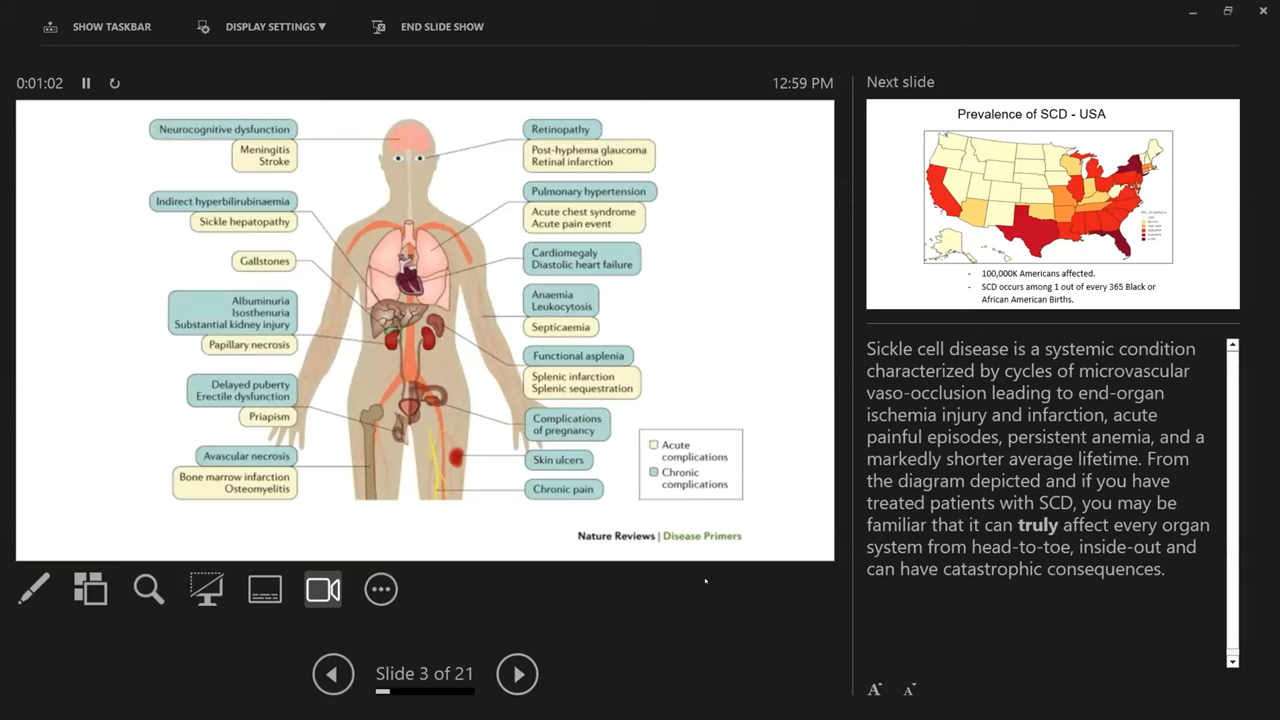 SHOW TASKBAR
DISPLAY SETTINGS ▼
END SLIDE SHOW
0:01:02
12:59 PM
Neurocognitive dysfunction
Meningitis
Stroke
Indirect hyperbilirubinaemia
Sickle hepatopathy
Gallstones
Albuminuria
Isosthenuria
Substantial kidney injury
Papillary necrosis
Delayed puberty
Erectile dysfunction
Priapism
Avascular necrosis
Bone marrow infarction
Osteomyelitis
Retinopathy
Post-hyphema glaucoma
Retinal infarction
Pulmonary hypertension
Acute chest syndrome
Acute pain event
Cardiomegaly
Diastolic heart failure
Anaemia
Leukocytosis
Septicaemia
Functional asplenia
Splenic infarction
Splenic sequestration
Complications
of pregnancy
Skin ulcers
Chronic pain
Acute
complications
Chronic
complications
Nature Reviews | Disease Primers
Slide 3 of 21
Next slide
Prevalence of SCD - USA
- 100,000K Americans affected.
- SCD occurs among 1 out of every 365 Black or
African American Births.
Sickle cell disease is a systemic condition
characterized by cycles of microvascular
vaso-occlusion leading to end-organ
ischemia injury and infarction, acute
painful episodes, persistent anemia, and a
markedly shorter average lifetime. From
the diagram depicted and if you have
treated patients with SCD, you may be
familiar that it can truly affect every organ
system from head-to-toe, inside-out and
can have catastrophic consequences.
A A